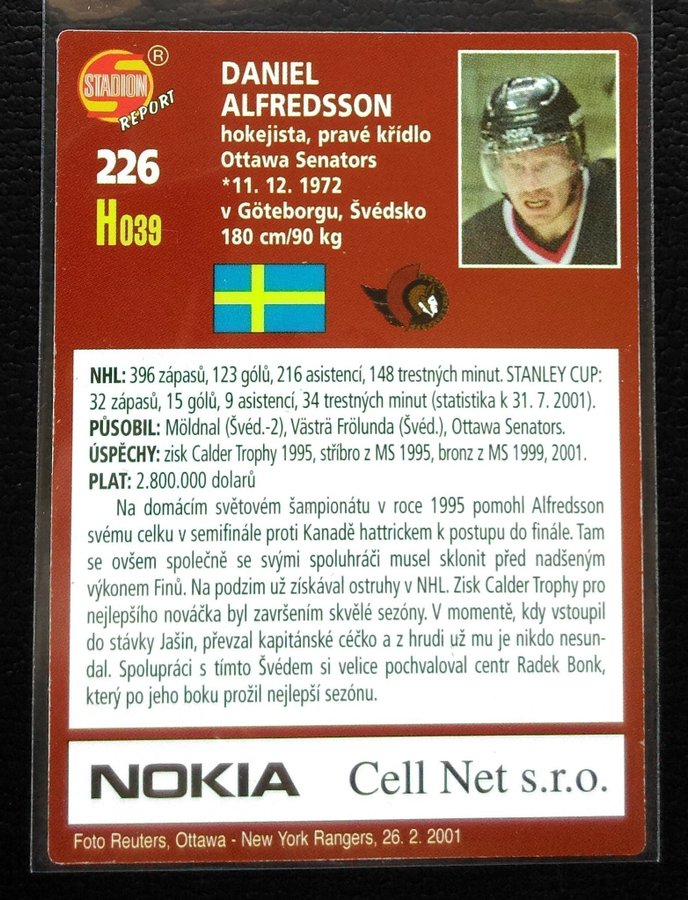 STADION
®
REPORT
226
H039
DANIEL
ALFREDSSON
hokejista, pravé křídlo
Ottawa Senators
*11. 12. 1972
v Göteborgu, Švédsko
180 cm/90 kg
NHL: 396 zápasů, 123 gólů, 216 asistencí, 148 trestných minut. STANLEY CUP:
32 zápasů, 15 gólů, 9 asistencí, 34 trestných minut (statistika k 31. 7. 2001).
PŮSOBIL: Möldnal (Švéd.-2), Västrä Frölunda (Švéd.), Ottawa Senators.
ÚSPĚCHY: zisk Calder Trophy 1995, stříbro z MS 1995, bronz z MS 1999, 2001.
PLAT: 2.800.000 dolarů
Na domácím světovém šampionátu v roce 1995 pomohl Alfredsson
svému celku v semifinále proti Kanadě hattrickem k postupu do finále. Tam
se ovšem společně se svými spoluhráči musel sklonit před nadšeným
výkonem Finů. Na podzim už získával ostruhy v NHL. Zisk Calder Trophy pro
nejlepšího nováčka byl završením skvělé sezóny. V momentě, kdy vstoupil
do stávky Jašin, převzal kapitánské céčko a z hrudi už mu je nikdo nesun-
dal. Spolupráci s tímto Švédem si velice pochvaloval centr Radek Bonk,
který po jeho boku prožil nejlepší sezónu.
NOKIA Cell Net s.r.o.
Foto Reuters, Ottawa - New York Rangers, 26. 2. 2001